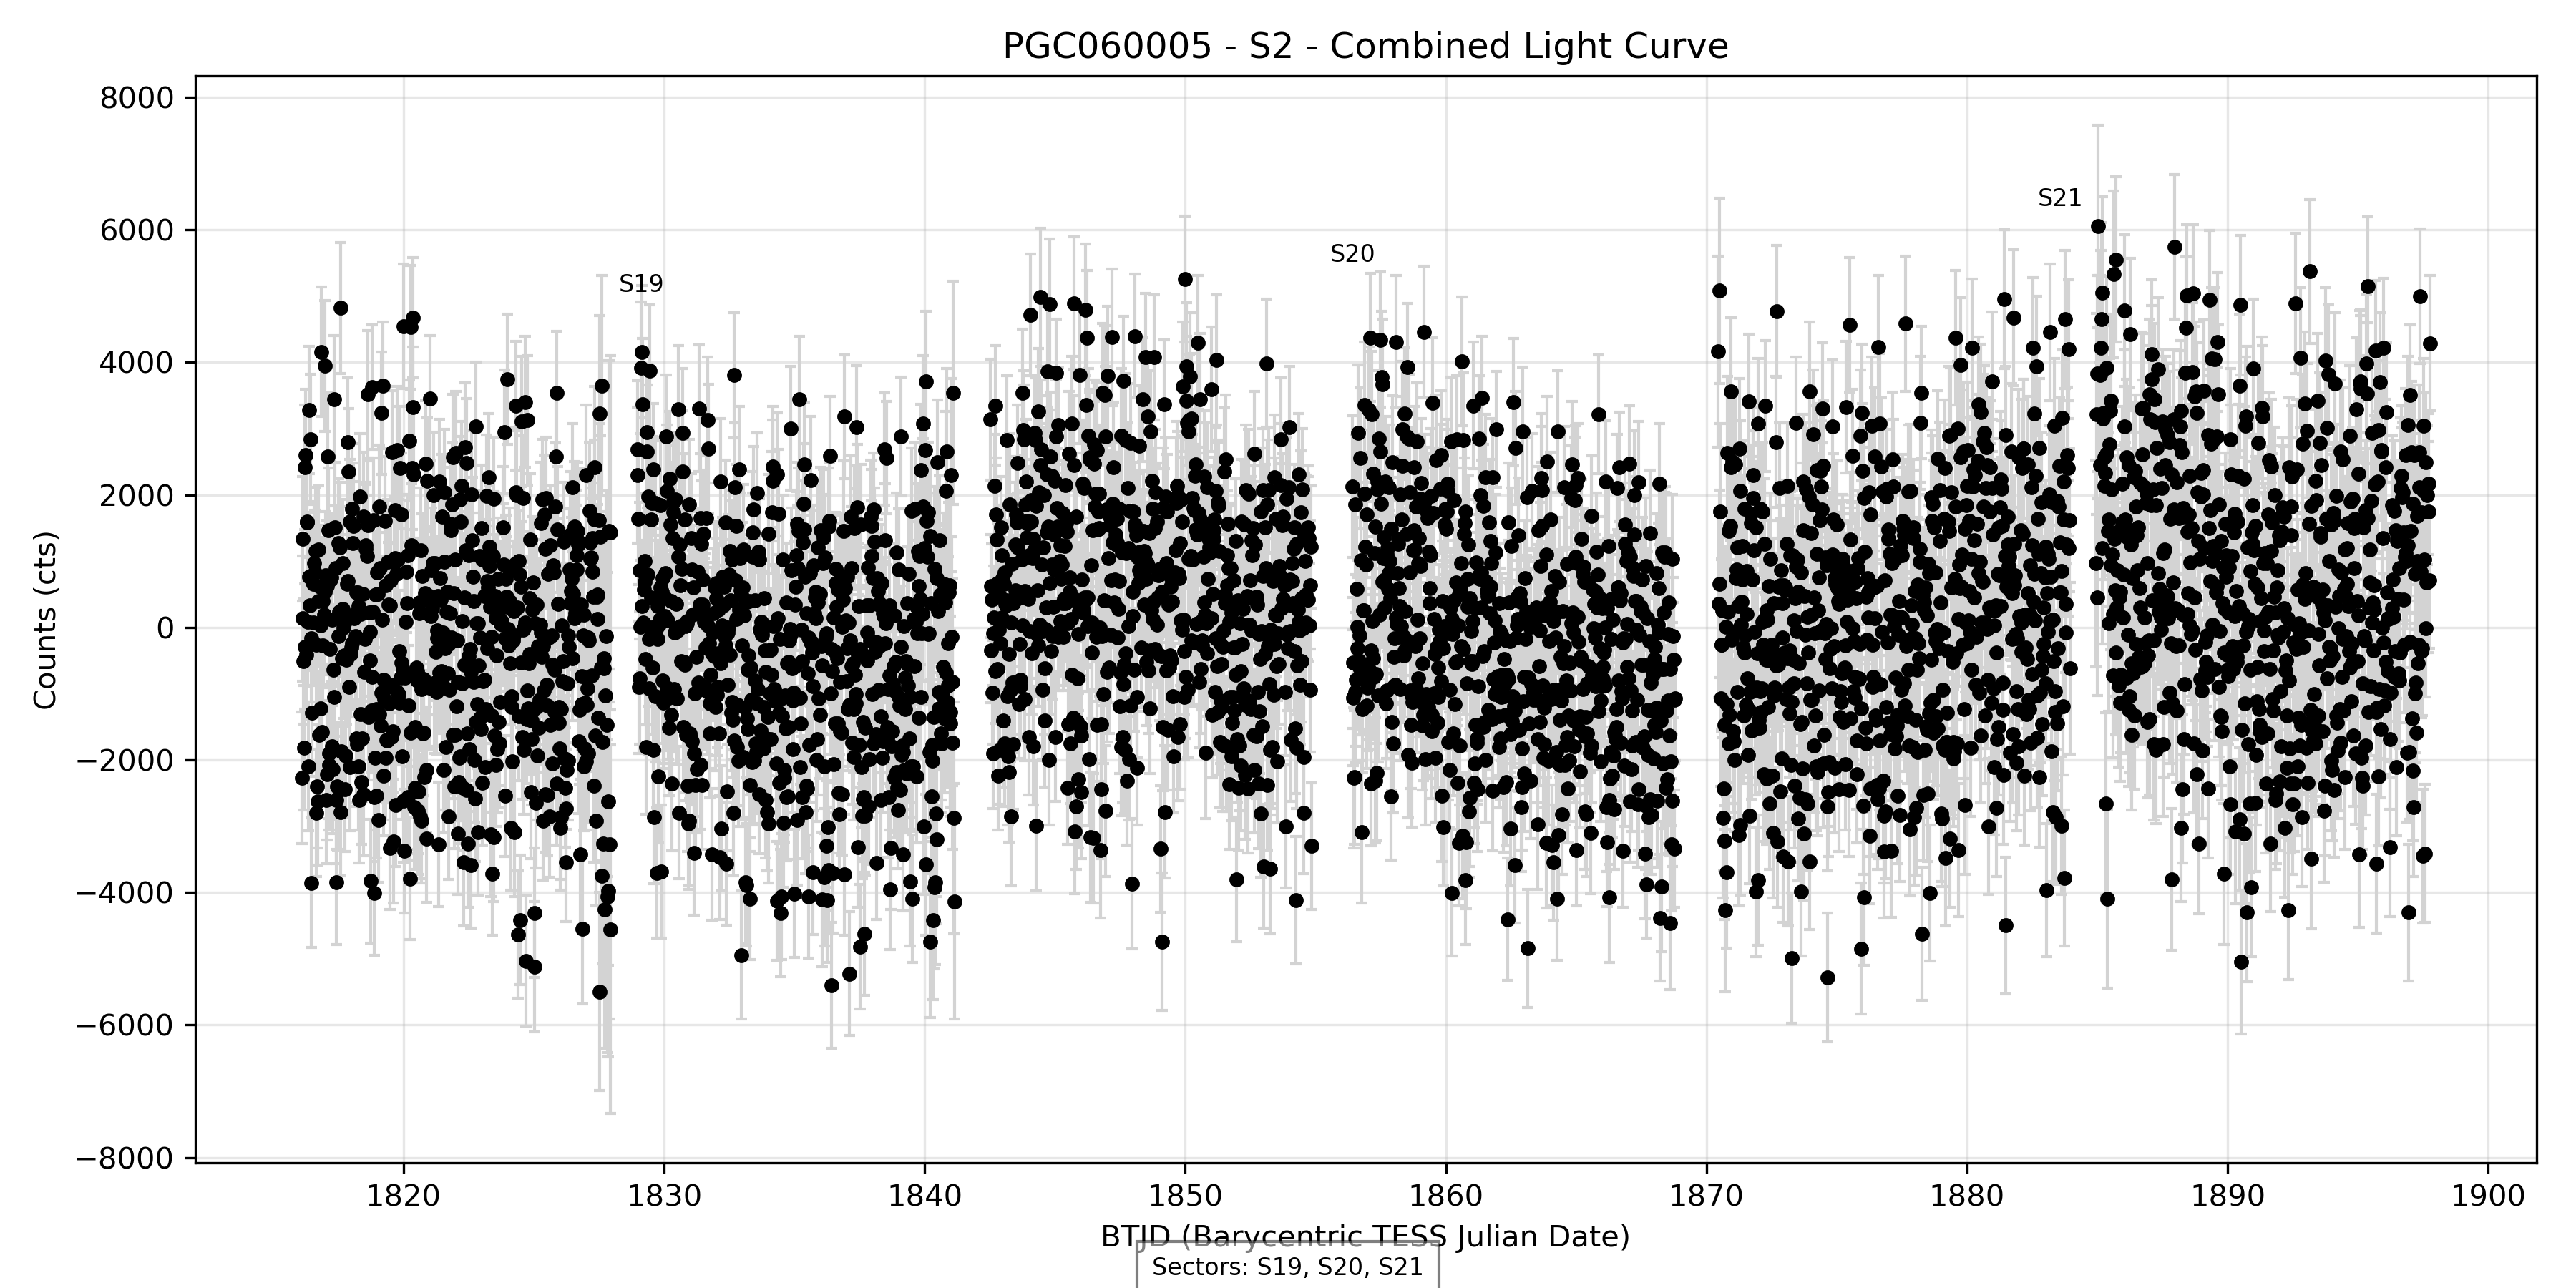 PGC060005 - S2 - Combined Light Curve
8000
6000
4000
2000
0
−2000
−4000
−6000
−8000
Counts (cts)
S19
S20
S21
1820
1830
1840
1850
1860
1870
1880
1890
1900
BTJD (Barycentric TESS Julian Date)
Sectors: S19, S20, S21